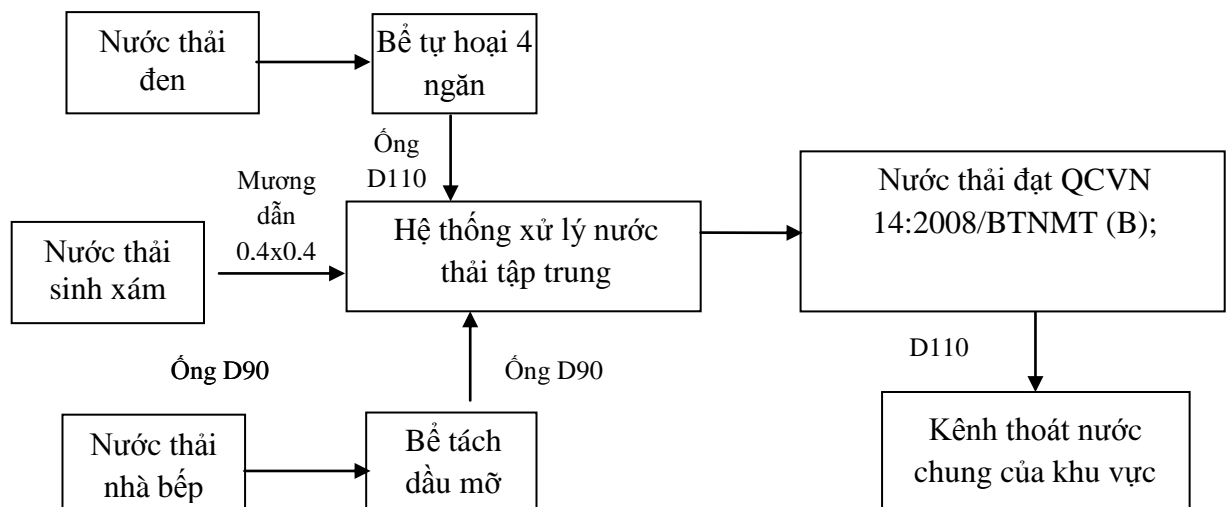 Nước thải
đen
Bể tự hoại 4
ngăn
Ống
D110
Mương
dẫn
0.4x0.4
Nước thải
sinh xám
Hệ thống xử lý nước
thải tập trung
Nước thải đạt QCVN
14:2008/BTNMT (B);
Ống D90
Ống D90
D110
Nước thải
nhà bếp
Bể tách
dầu mỡ
Kênh thoát nước
chung của khu vực